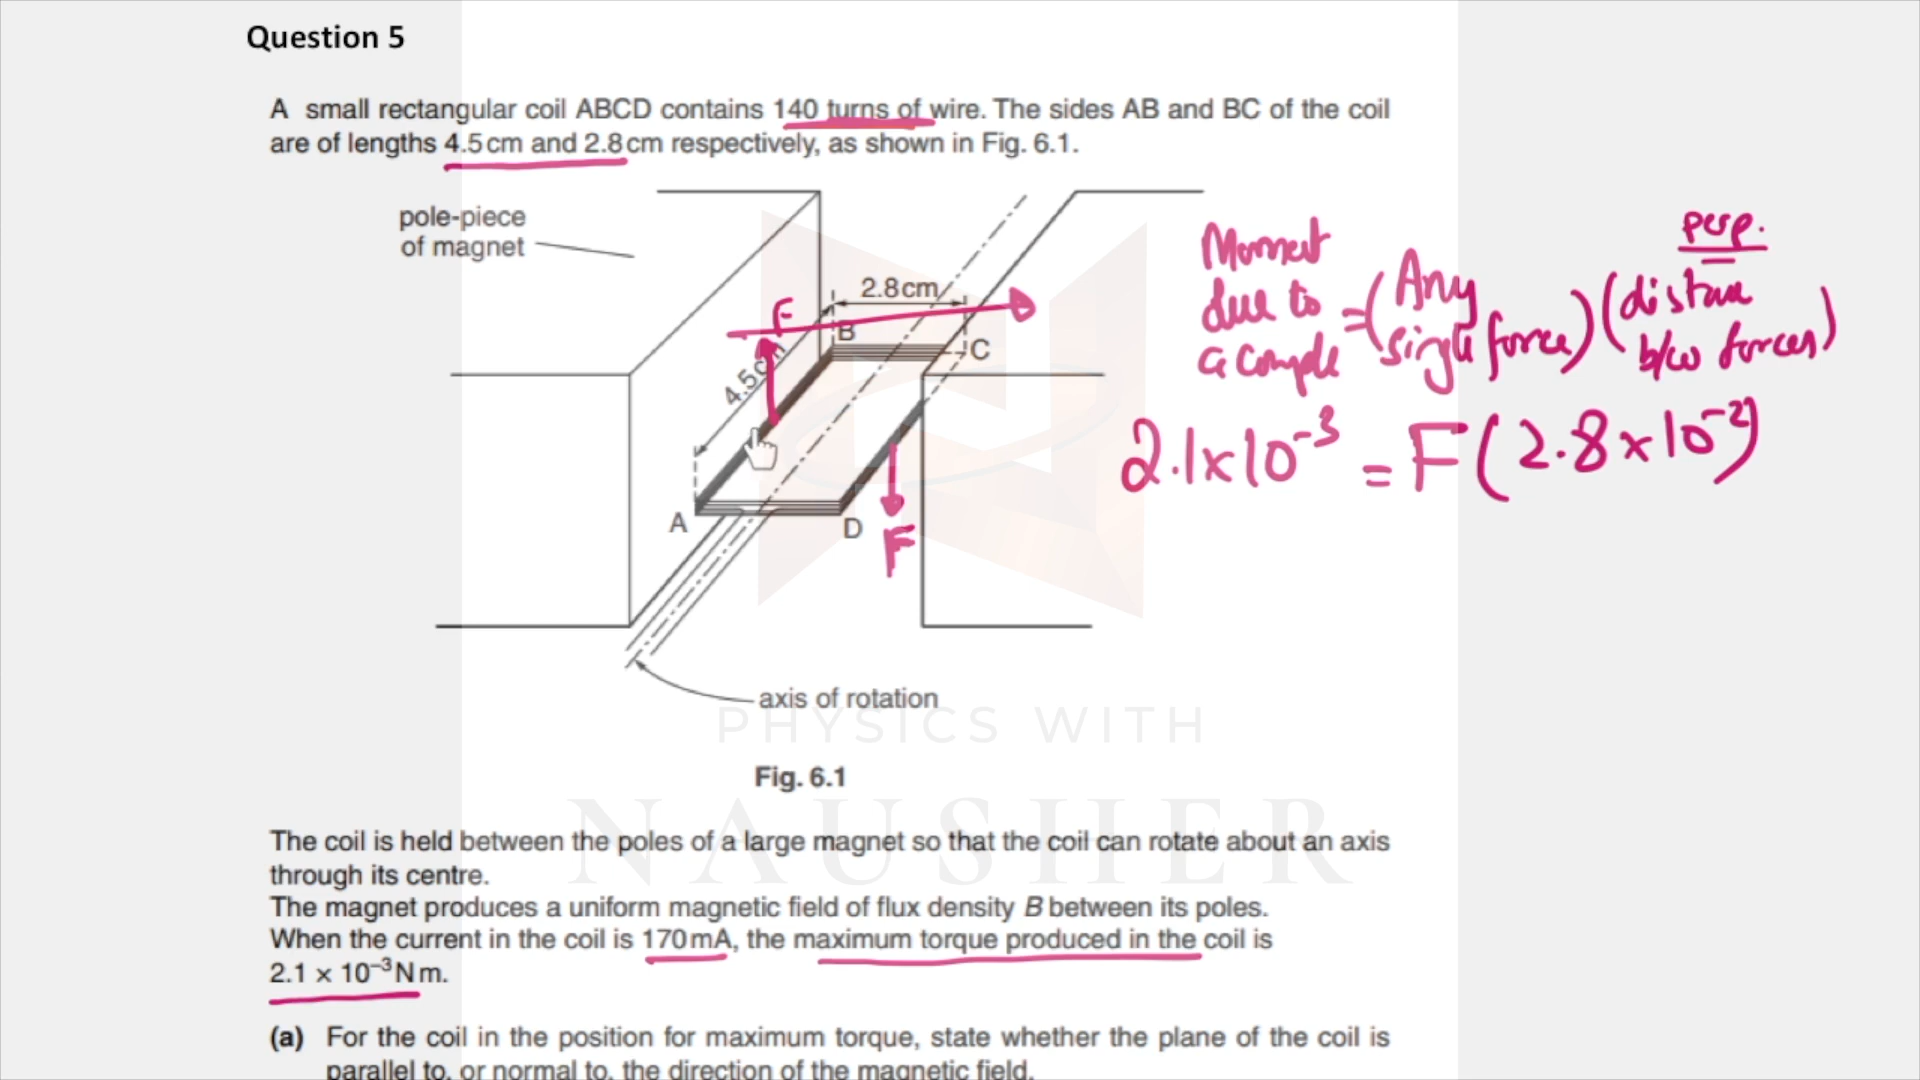 Question 5
A small rectangular coil ABCD contains 140 turns of wire. The sides AB and BC of the coil
are of lengths 4.5 cm and 2.8 cm respectively, as shown in Fig. 6.1.
pole-piece
of magnet
2.8 cm
4.5 cm
F
B
C
A
D
F
axis of rotation
Fig. 6.1
Moment
due to
a couple
= (Any
single force)
perp.
(distance
b/w forces)
2.1x10⁻³ = F(2.8x10⁻²)
PHYSICS WITH
NAUSHER
The coil is held between the poles of a large magnet so that the coil can rotate about an axis
through its centre.
The magnet produces a uniform magnetic field of flux density B between its poles.
When the current in the coil is 170 mA, the maximum torque produced in the coil is
2.1 × 10⁻³ N m.
(a) For the coil in the position for maximum torque, state whether the plane of the coil is
parallel to, or normal to, the direction of the magnetic field.